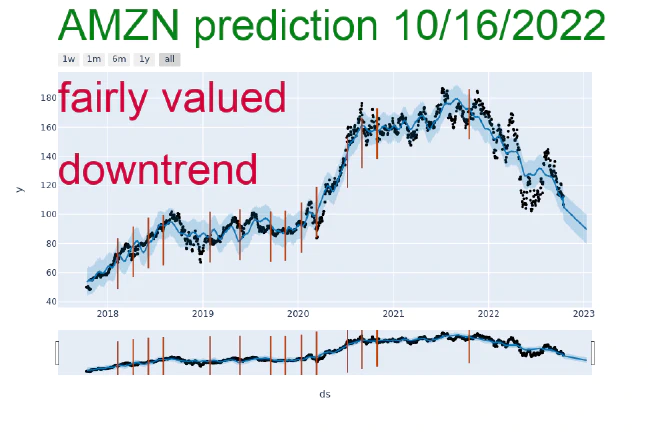 AMZN prediction 10/16/2022
1w 1m 6m 1y all
fairly valued
downtrend
y
180
160
140
120
100
80
60
40
2018 2019 2020 2021 2022 2023
ds